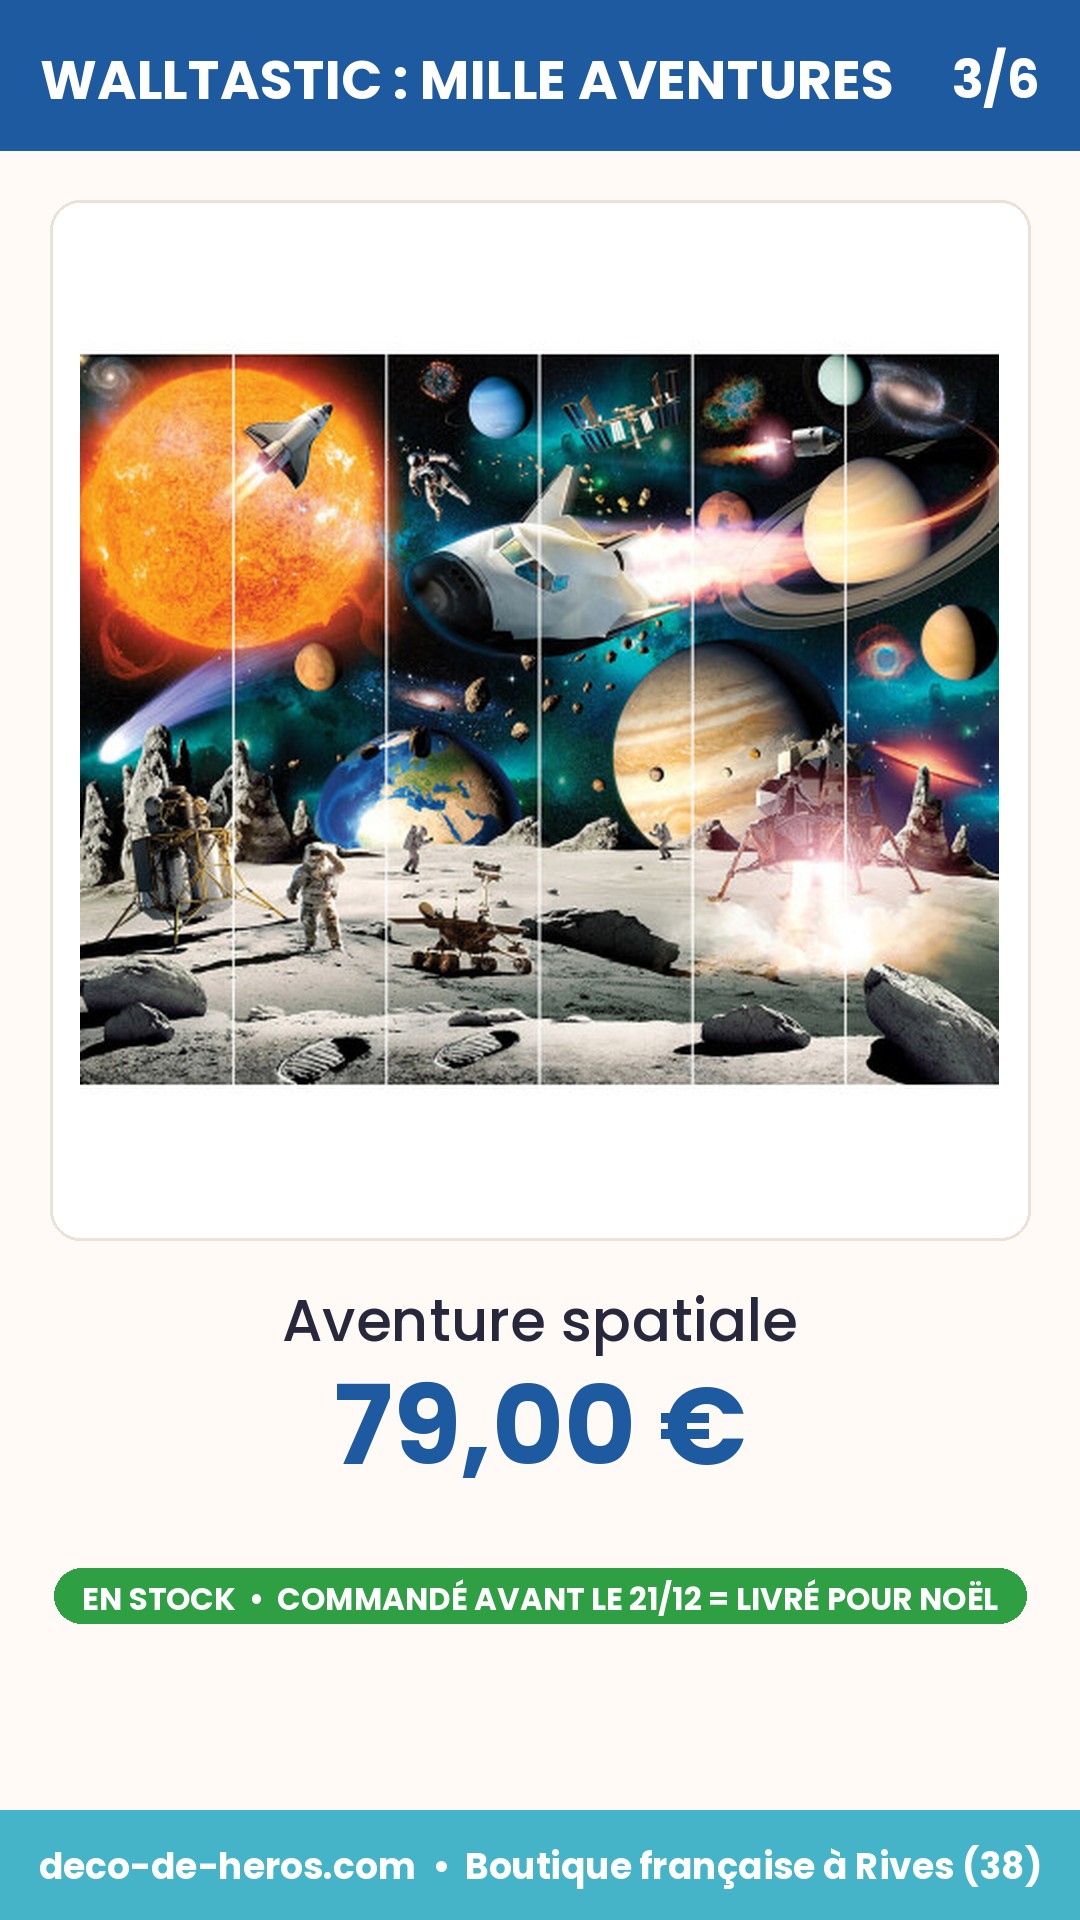 WALLTASTIC : MILLE AVENTURES 3/6
Aventure spatiale
79,00 €
EN STOCK • COMMANDÉ AVANT LE 21/12 = LIVRÉ POUR NOËL
deco-de-heros.com • Boutique française à Rives (38)